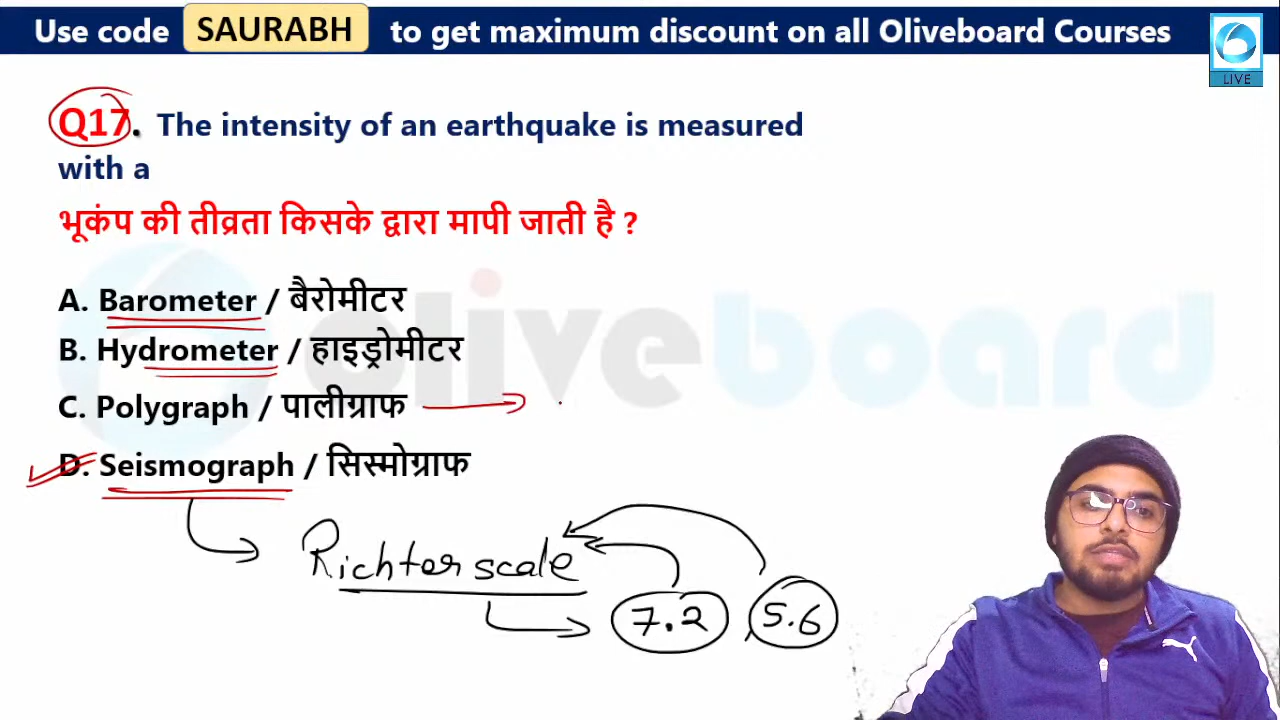 Use code SAURABH to get maximum discount on all Oliveboard Courses
LIVE
Q17. The intensity of an earthquake is measured
with a
भूकंप की तीव्रता किसके द्वारा मापी जाती है ?
A. Barometer / बैरोमीटर
B. Hydrometer / हाइड्रोमीटर
C. Polygraph / पालीग्राफ
D. Seismograph / सिस्मोग्राफ
Richter scale
7.2 5.6
oliveboard